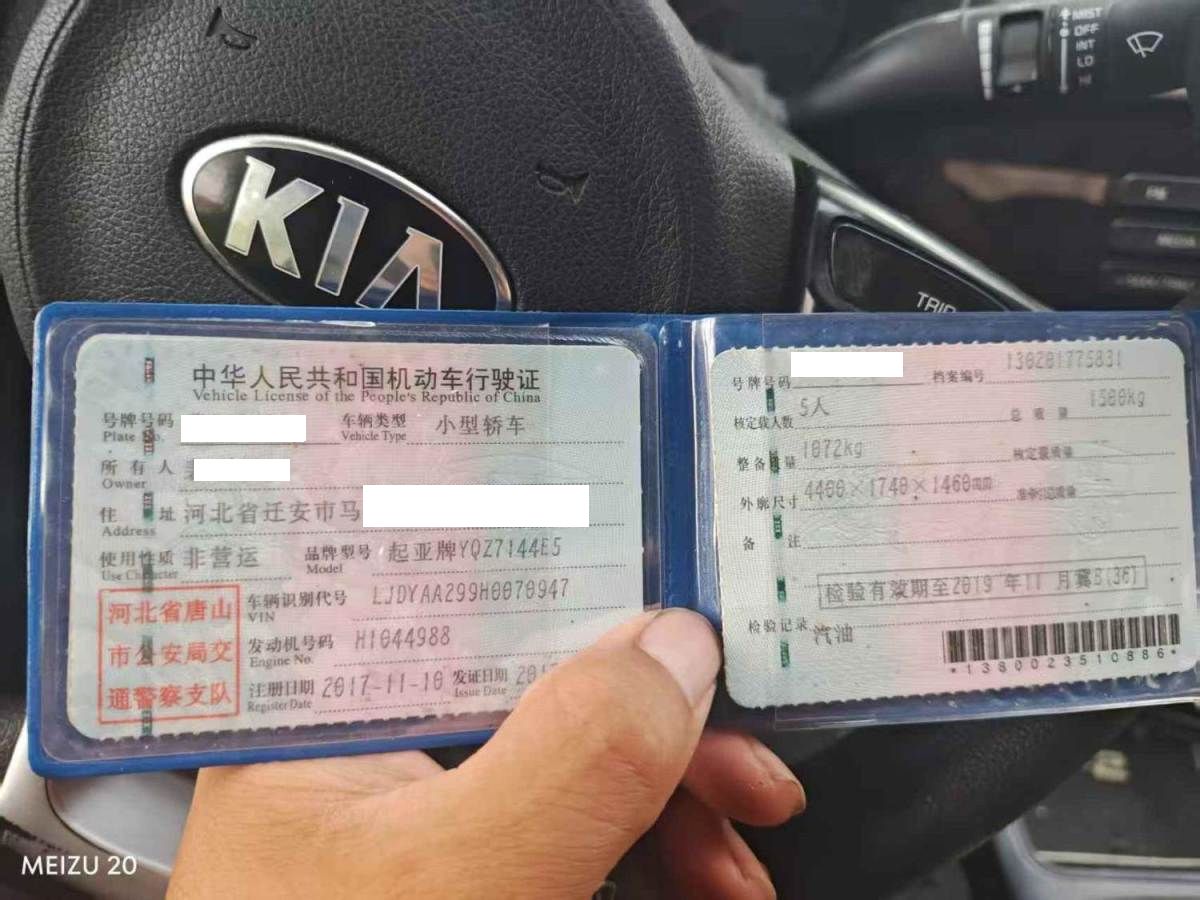 MIST
OFF
INT
LO
HI
KIA
TRIP
中华人民共和国机动车行驶证
Vehicle License of the People's Republic of China
号牌号码
Plate No.
车辆类型 小型轿车
Vehicle Type
所有人
Owner
住址 河北省迁安市马
Address
使用性质 非营运 品牌型号 起亚牌YQZ7144E5
Use Character Model
河北省唐山
市公安局交
通警察支队
车辆识别代号 LJDYAA299H0070947
VIN
发动机号码 H1044988
Engine No.
注册日期 2017-11-10 发证日期 201
Register Date Issue Date
号牌号码 档案编号 130281775831
核定载人数 5人 总质量 1500kg
整备质量 1072kg 核定载质量 --
外廓尺寸 4400×1740×1460mm 准牵引总质量 --
备注
检验有效期至2019年11月冀B(36)
检验记录 汽油
*1380023510886*
MEIZU 20